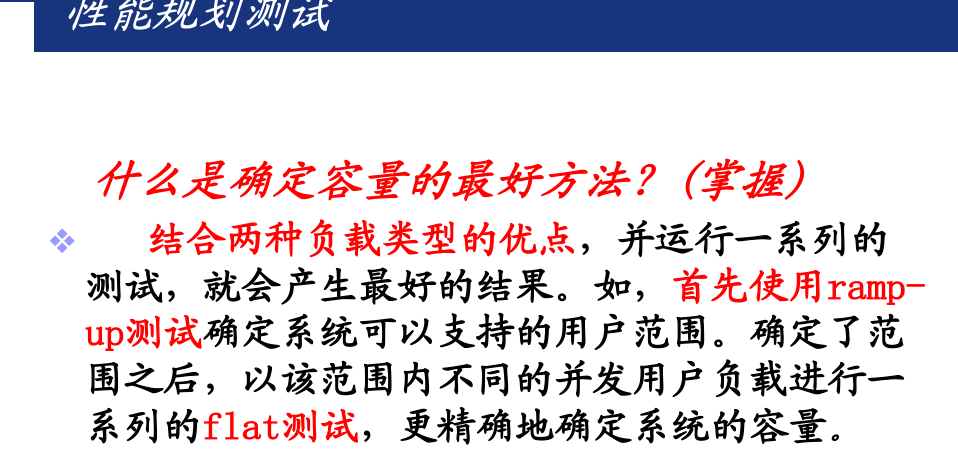 性能规划测试
什么是确定容量的最好方法？(掌握)
结合两种负载类型的优点，并运行一系列的
测试，就会产生最好的结果。如，首先使用ramp-
up测试确定系统可以支持的用户范围。确定了范
围之后，以该范围内不同的并发用户负载进行一
系列的flat测试，更精确地确定系统的容量。